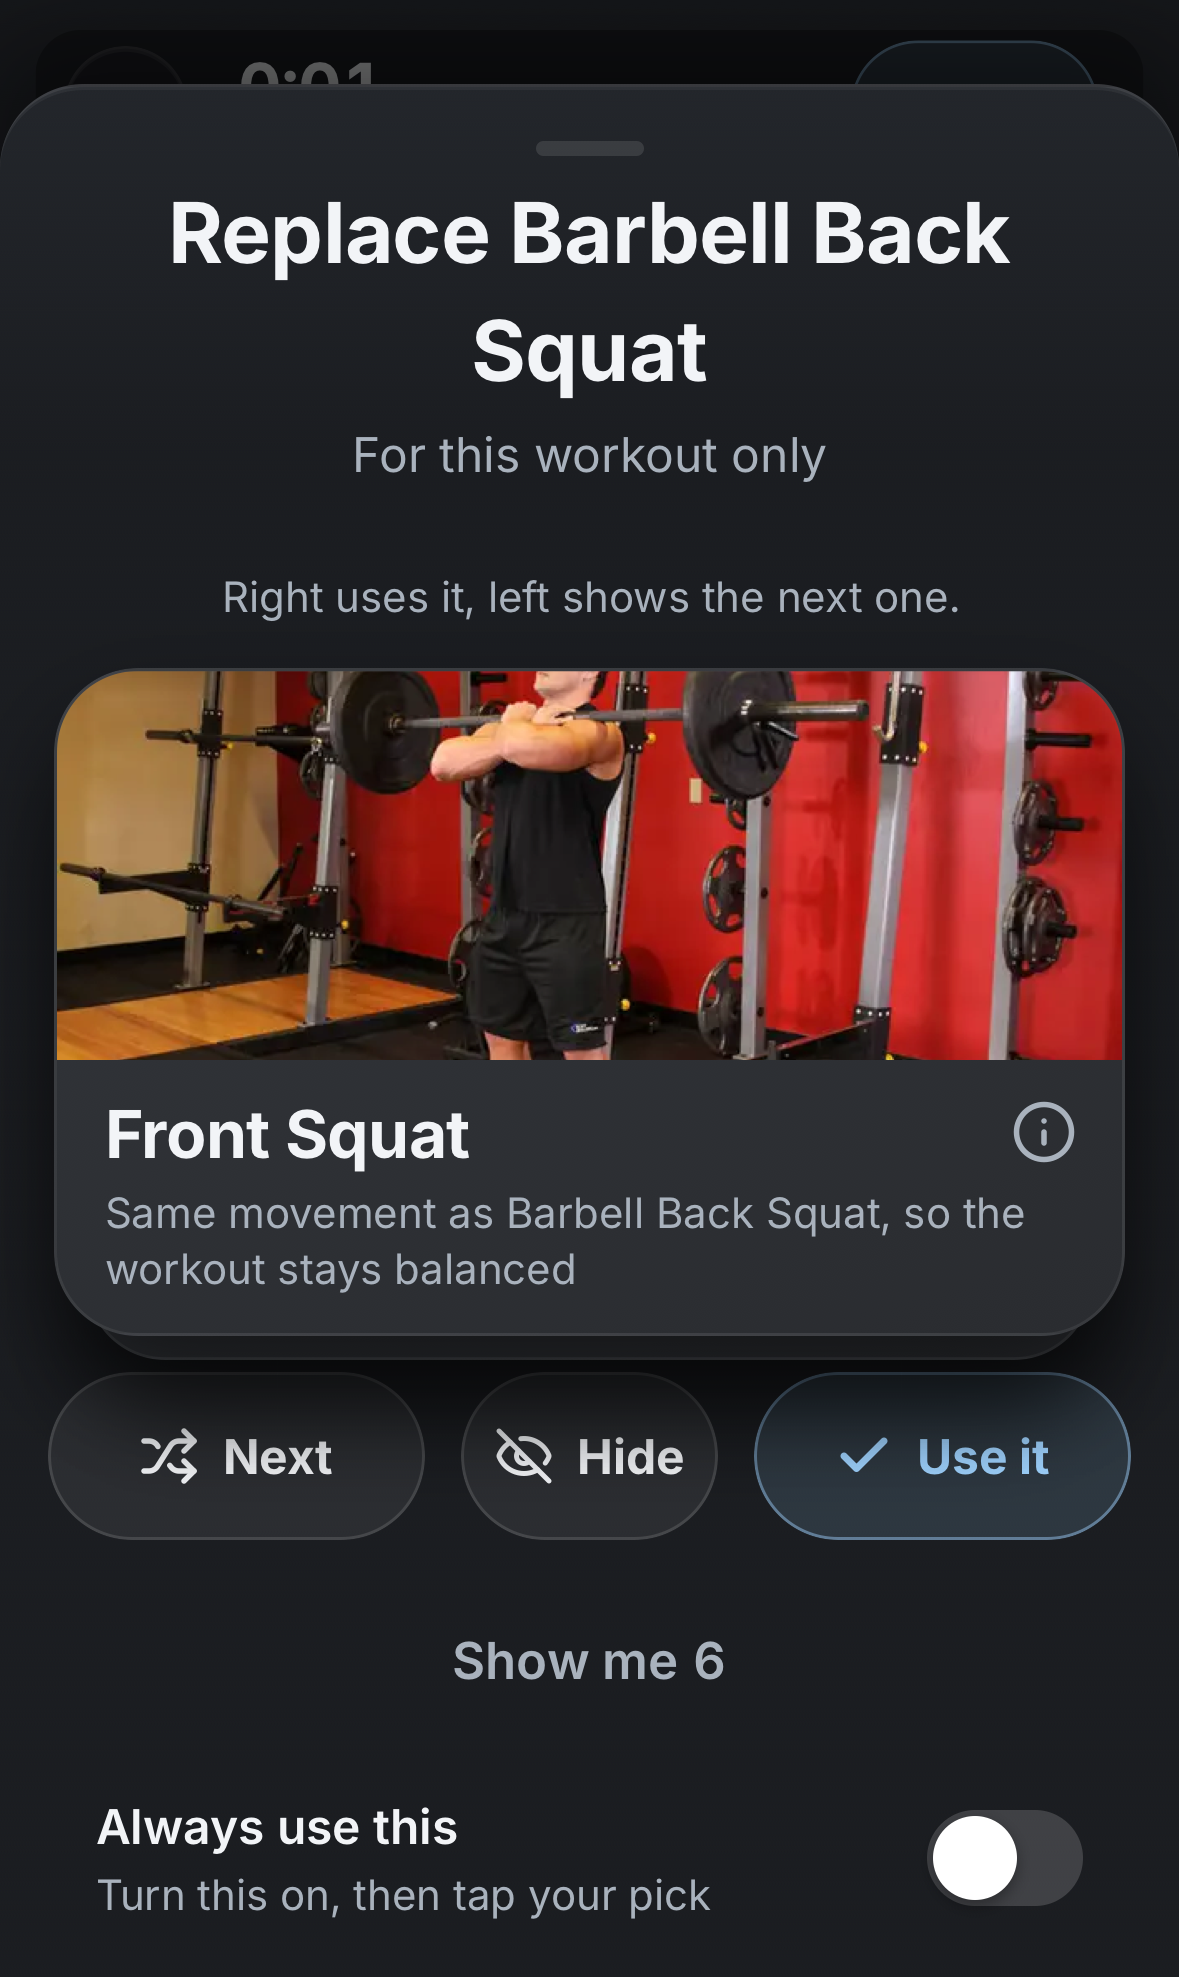 0:01
Replace Barbell Back
Squat
For this workout only
Right uses it, left shows the next one.
Front Squat
Same movement as Barbell Back Squat, so the
workout stays balanced
Next
Hide
Use it
Show me 6
Always use this
Turn this on, then tap your pick